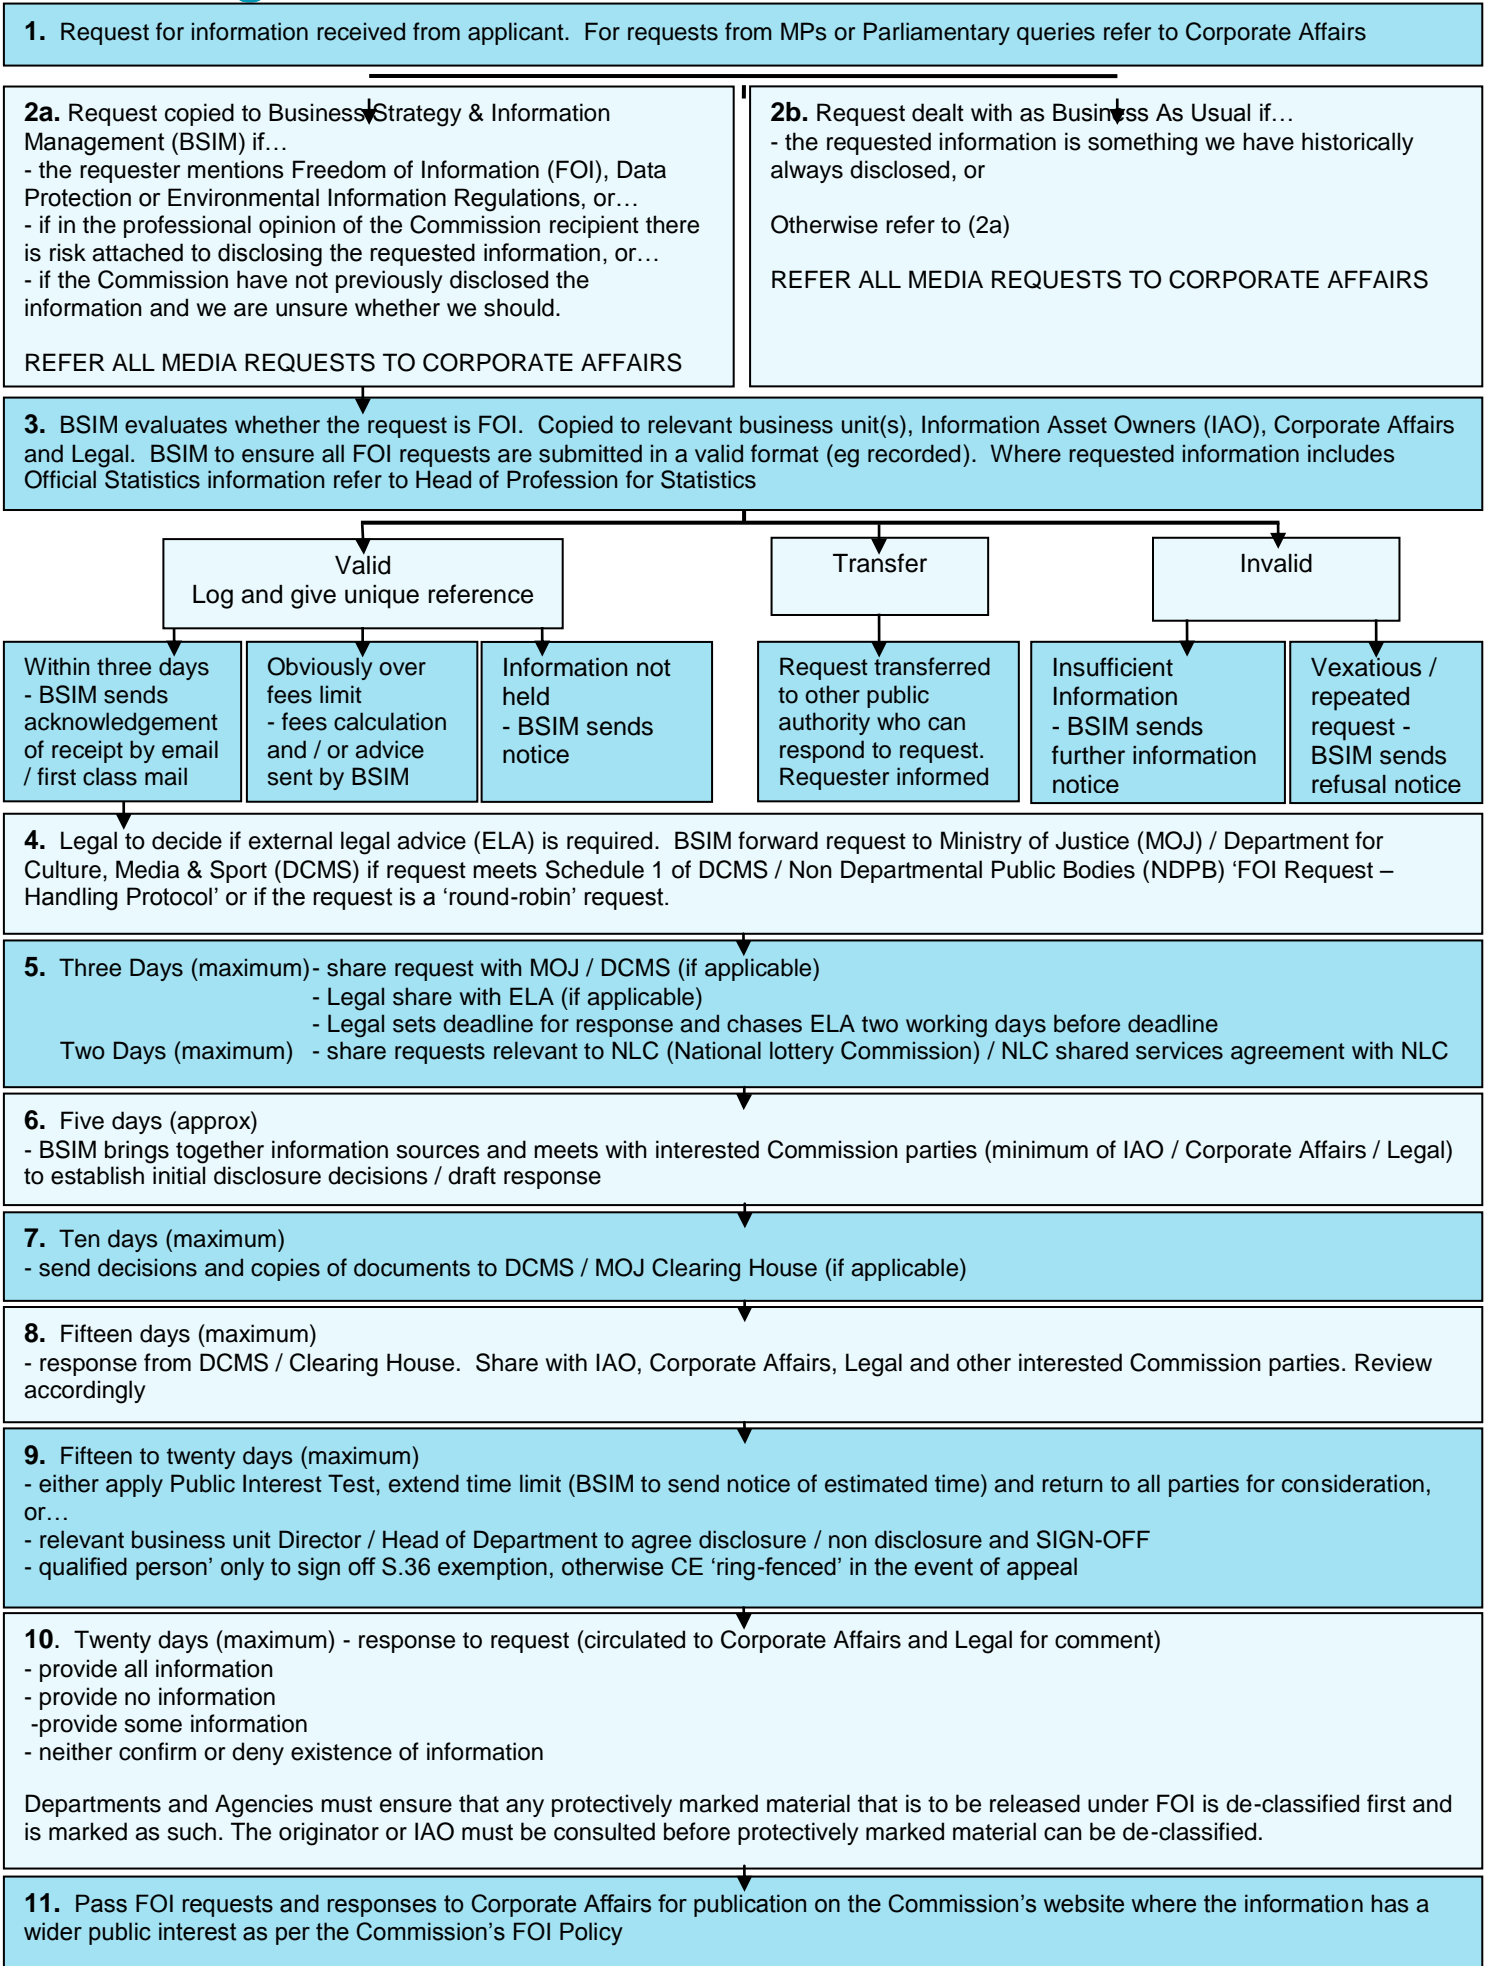 1. Request for information received from applicant. For requests from MPs or Parliamentary queries refer to Corporate Affairs
2a. Request copied to Business Strategy & Information
Management (BSIM) if…
- the requester mentions Freedom of Information (FOI), Data
Protection or Environmental Information Regulations, or…
- if in the professional opinion of the Commission recipient there
is risk attached to disclosing the requested information, or…
- if the Commission have not previously disclosed the
information and we are unsure whether we should.
REFER ALL MEDIA REQUESTS TO CORPORATE AFFAIRS
2b. Request dealt with as Business As Usual if…
- the requested information is something we have historically
always disclosed, or
Otherwise refer to (2a)
REFER ALL MEDIA REQUESTS TO CORPORATE AFFAIRS
3. BSIM evaluates whether the request is FOI. Copied to relevant business unit(s), Information Asset Owners (IAO), Corporate Affairs
and Legal. BSIM to ensure all FOI requests are submitted in a valid format (eg recorded). Where requested information includes
Official Statistics information refer to Head of Profession for Statistics
Valid
Log and give unique reference
Transfer
Invalid
Within three days
- BSIM sends
acknowledgement
of receipt by email
/ first class mail
Obviously over
fees limit
- fees calculation
and / or advice
sent by BSIM
Information not
held
- BSIM sends
notice
Request transferred
to other public
authority who can
respond to request.
Requester informed
Insufficient
Information
- BSIM sends
further information
notice
Vexatious /
repeated
request -
BSIM sends
refusal notice
4. Legal to decide if external legal advice (ELA) is required. BSIM forward request to Ministry of Justice (MOJ) / Department for
Culture, Media & Sport (DCMS) if request meets Schedule 1 of DCMS / Non Departmental Public Bodies (NDPB) ‘FOI Request –
Handling Protocol’ or if the request is a ‘round-robin’ request.
5. Three Days (maximum)- share request with MOJ / DCMS (if applicable)
- Legal share with ELA (if applicable)
- Legal sets deadline for response and chases ELA two working days before deadline
Two Days (maximum) - share requests relevant to NLC (National lottery Commission) / NLC shared services agreement with NLC
6. Five days (approx)
- BSIM brings together information sources and meets with interested Commission parties (minimum of IAO / Corporate Affairs / Legal)
to establish initial disclosure decisions / draft response
7. Ten days (maximum)
- send decisions and copies of documents to DCMS / MOJ Clearing House (if applicable)
8. Fifteen days (maximum)
- response from DCMS / Clearing House. Share with IAO, Corporate Affairs, Legal and other interested Commission parties. Review
accordingly
9. Fifteen to twenty days (maximum)
- either apply Public Interest Test, extend time limit (BSIM to send notice of estimated time) and return to all parties for consideration,
or…
- relevant business unit Director / Head of Department to agree disclosure / non disclosure and SIGN-OFF
- qualified person’ only to sign off S.36 exemption, otherwise CE ‘ring-fenced’ in the event of appeal
10. Twenty days (maximum) - response to request (circulated to Corporate Affairs and Legal for comment)
- provide all information
- provide no information
-provide some information
- neither confirm or deny existence of information
Departments and Agencies must ensure that any protectively marked material that is to be released under FOI is de-classified first and
is marked as such. The originator or IAO must be consulted before protectively marked material can be de-classified.
11. Pass FOI requests and responses to Corporate Affairs for publication on the Commission’s website where the information has a
wider public interest as per the Commission’s FOI Policy